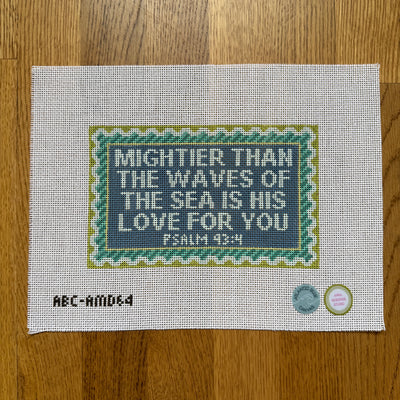 MIGHTIER THAN
THE WAVES OF
THE SEA IS HIS
LOVE FOR YOU
PSALM 93:4
ABC-AMD64